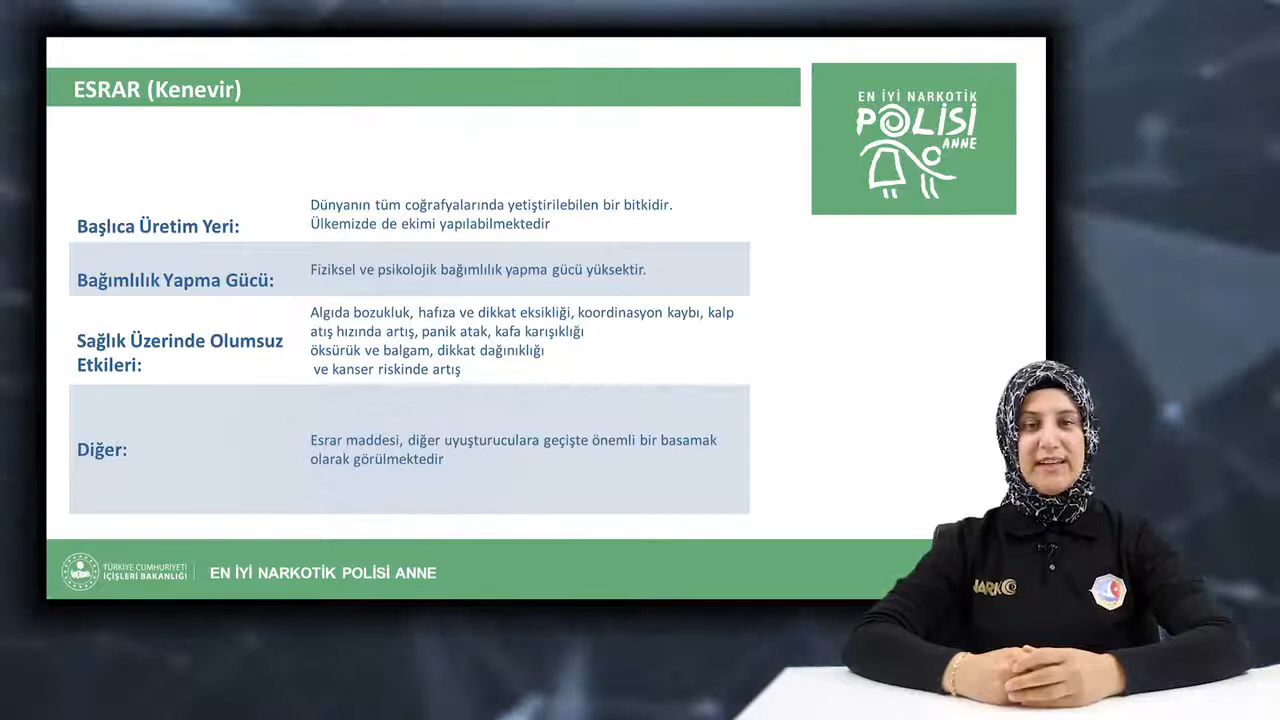 ESRAR (Kenevir)
EN İYİ NARKOTİK
POLİSİ
ANNE
Başlıca Üretim Yeri:
Dünyanın tüm coğrafyalarında yetiştirilebilen bir bitkidir.
Ülkemizde de ekimi yapılabilmektedir
Bağımlılık Yapma Gücü:
Fiziksel ve psikolojik bağımlılık yapma gücü yüksektir.
Sağlık Üzerinde Olumsuz
Etkileri:
Algıda bozukluk, hafıza ve dikkat eksikliği, koordinasyon kaybı, kalp
atış hızında artış, panik atak, kafa karışıklığı
öksürük ve balgam, dikkat dağınıklığı
ve kanser riskinde artış
Diğer:
Esrar maddesi, diğer uyuşturuculara geçişte önemli bir basamak
olarak görülmektedir
TÜRKİYE CUMHURİYETİ
İÇİŞLERİ BAKANLIĞI
EN İYİ NARKOTİK POLİSİ ANNE
NARKO